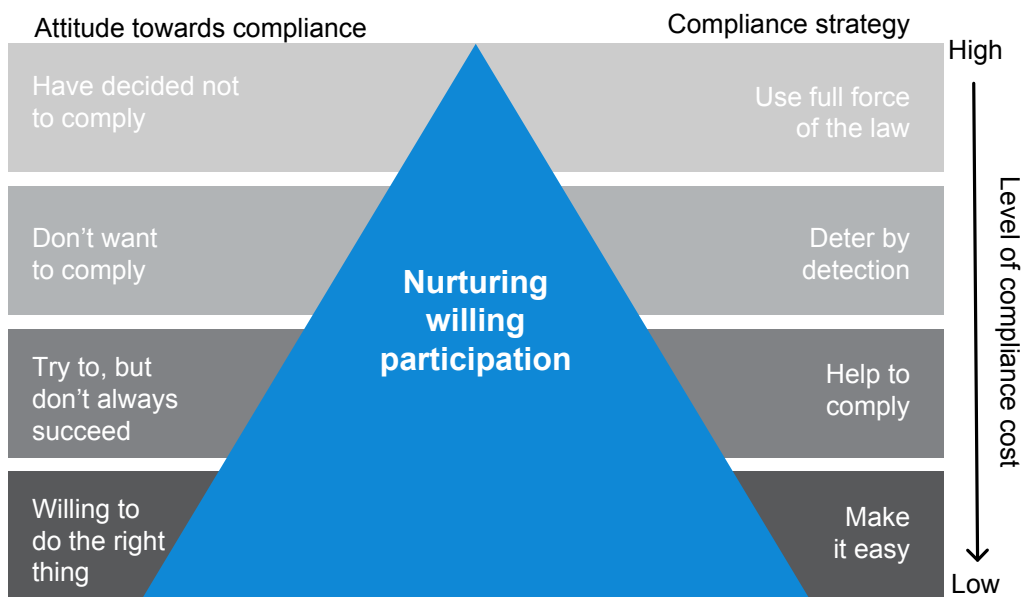 Attitude towards compliance
Compliance strategy
High
Have decided not
to comply
Use full force
of the law
Don’t want
to comply
Deter by
detection
Nurturing
willing
participation
Try to, but
don’t always
succeed
Help to
comply
Willing to
do the right
thing
Make
it easy
Level of compliance cost
Low